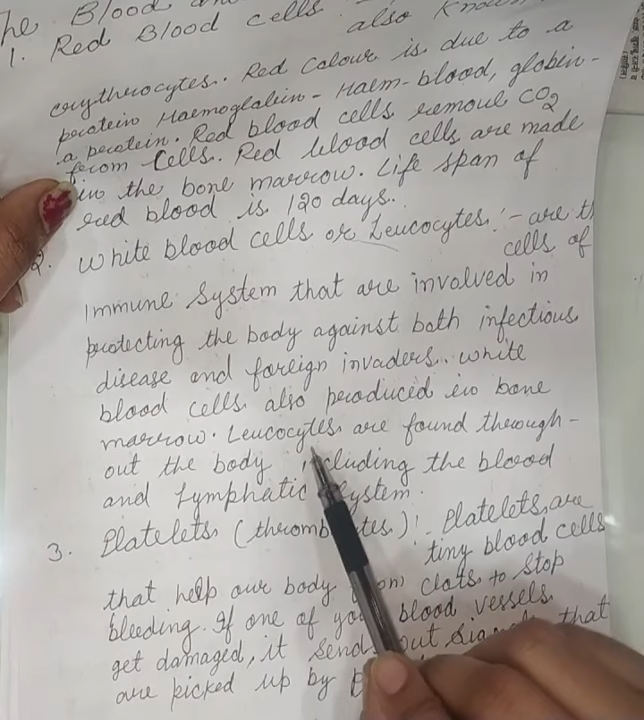 The Blood
1. Red Blood cells also Know
erythrocytes. Red Colour is due to a
protein Haemoglobin - Haem-blood, globin -
a protein. Red blood cells remove CO2
from Cells. Red blood cells are made
in the bone marrow. Life span of
red blood is 120 days.
2. White blood cells or Leucocytes :- are th
cells of
Immune System that are involved in
protecting the body against both infectious
disease and foreign invaders. White
blood cells also produced in bone
marrow. Leucocytes are found through -
out the body including the blood
and Lymphatic System.
3. Platelets (thrombocytes) :- Platelets are
tiny blood cells
that help our body clots to stop
bleeding. If one of your blood vessels
get damaged, it sends out signals that
are picked up by